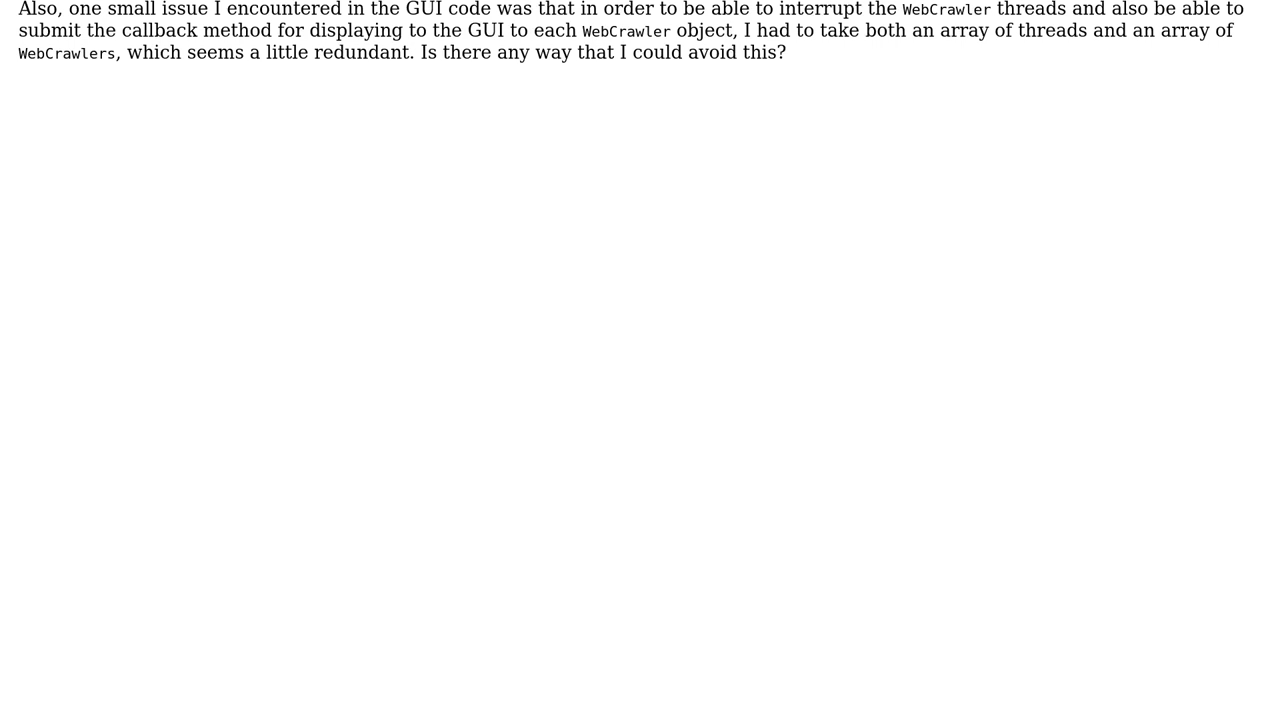 Also, one small issue I encountered in the GUI code was that in order to be able to interrupt the WebCrawler threads and also be able to
submit the callback method for displaying to the GUI to each WebCrawler object, I had to take both an array of threads and an array of
WebCrawlers, which seems a little redundant. Is there any way that I could avoid this?